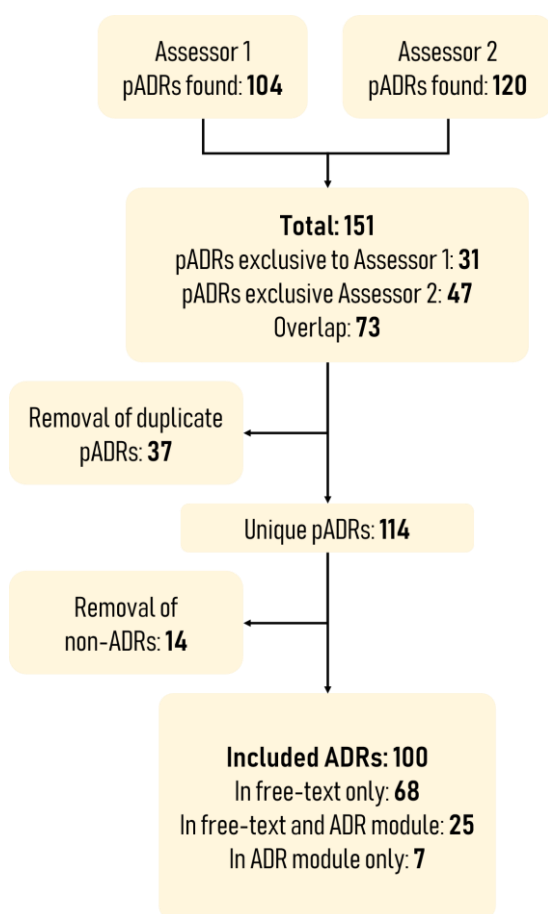 Assessor 1
pADRs found: 104
Assessor 2
pADRs found: 120
Total: 151
pADRs exclusive to Assessor 1: 31
pADRs exclusive Assessor 2: 47
Overlap: 73
Removal of duplicate
pADRs: 37
Unique pADRs: 114
Removal of
non-ADRs: 14
Included ADRs: 100
In free-text only: 68
In free-text and ADR module: 25
In ADR module only: 7